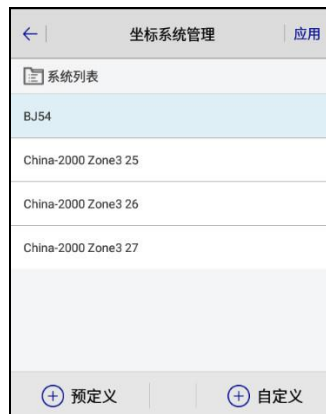 坐标系统管理 应用
系统列表
BJ54
China-2000 Zone3 25
China-2000 Zone3 26
China-2000 Zone3 27
预定义 自定义